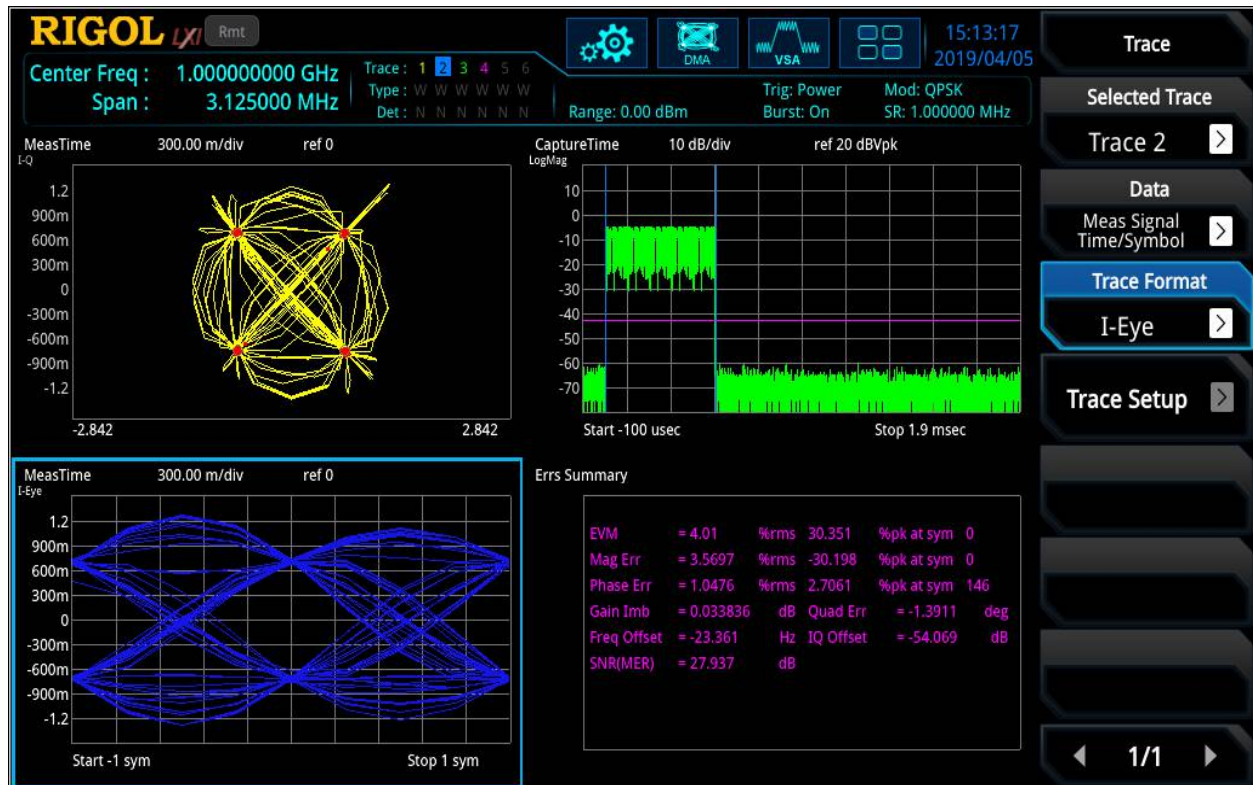 RIGOL LXI Rmt
15:13:17
2019/04/05
DMA VSA
Center Freq : 1.000000000 GHz
Span : 3.125000 MHz
Trace : 1 2 3 4 5 6
Type : W W W W W W
Det : N N N N N N
Range: 0.00 dBm
Trig: Power
Burst: On
Mod: QPSK
SR: 1.000000 MHz
MeasTime 300.00 m/div ref 0
I-Q
1.2
900m
600m
300m
0
-300m
-600m
-900m
-1.2
-2.842 2.842
CaptureTime 10 dB/div ref 20 dBVpk
LogMag
10
0
-10
-20
-30
-40
-50
-60
-70
Start -100 usec Stop 1.9 msec
MeasTime 300.00 m/div ref 0
I-Eye
1.2
900m
600m
300m
0
-300m
-600m
-900m
-1.2
Start -1 sym Stop 1 sym
Errs Summary
EVM = 4.01 %rms 30.351 %pk at sym 0
Mag Err = 3.5697 %rms -30.198 %pk at sym 0
Phase Err = 1.0476 %rms 2.7061 %pk at sym 146
Gain Imb = 0.033836 dB Quad Err = -1.3911 deg
Freq Offset = -23.361 Hz IQ Offset = -54.069 dB
SNR(MER) = 27.937 dB
Trace
Selected Trace
Trace 2 >
Data
Meas Signal
Time/Symbol >
Trace Format
I-Eye >
Trace Setup >
1/1